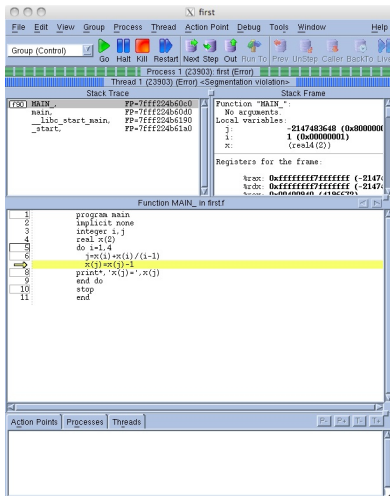 first
File Edit View Group Process Thread Action Point Debug Tools Window Help
Group (Control)
Go Halt Kill Restart Next Step Out Run To Prev UnStep Caller BackTo Live
Process 1 (23903): first (Error)
Thread 1 (23903) (Error) <Segmentation violation>
Stack Trace
f90 MAIN_, FP=7fff224b60c0
main, FP=7fff224b60d0
__libc_start_main, FP=7fff224b6190
_start, FP=7fff224b61a0
Stack Frame
Function "MAIN_":
No arguments.
Local variables:
j: -2147483648 (0x8000000
i: 1 (0x00000001)
x: (real4(2))
Registers for the frame:
%rax: 0xffffffff7fffffff (-2147
%rdx: 0xffffffff7fffffff (-2147
Function MAIN_ in first.f
1 program main
2 implicit none
3 integer i,j
4 real x(2)
5 do i=1,4
6 j=x(i)+x(i)/(i-1)
x(j)=x(j)-1
8 print*,'x(j)=',x(j)
9 end do
10 stop
11 end
Action Points Processes Threads P- P+ T- T+